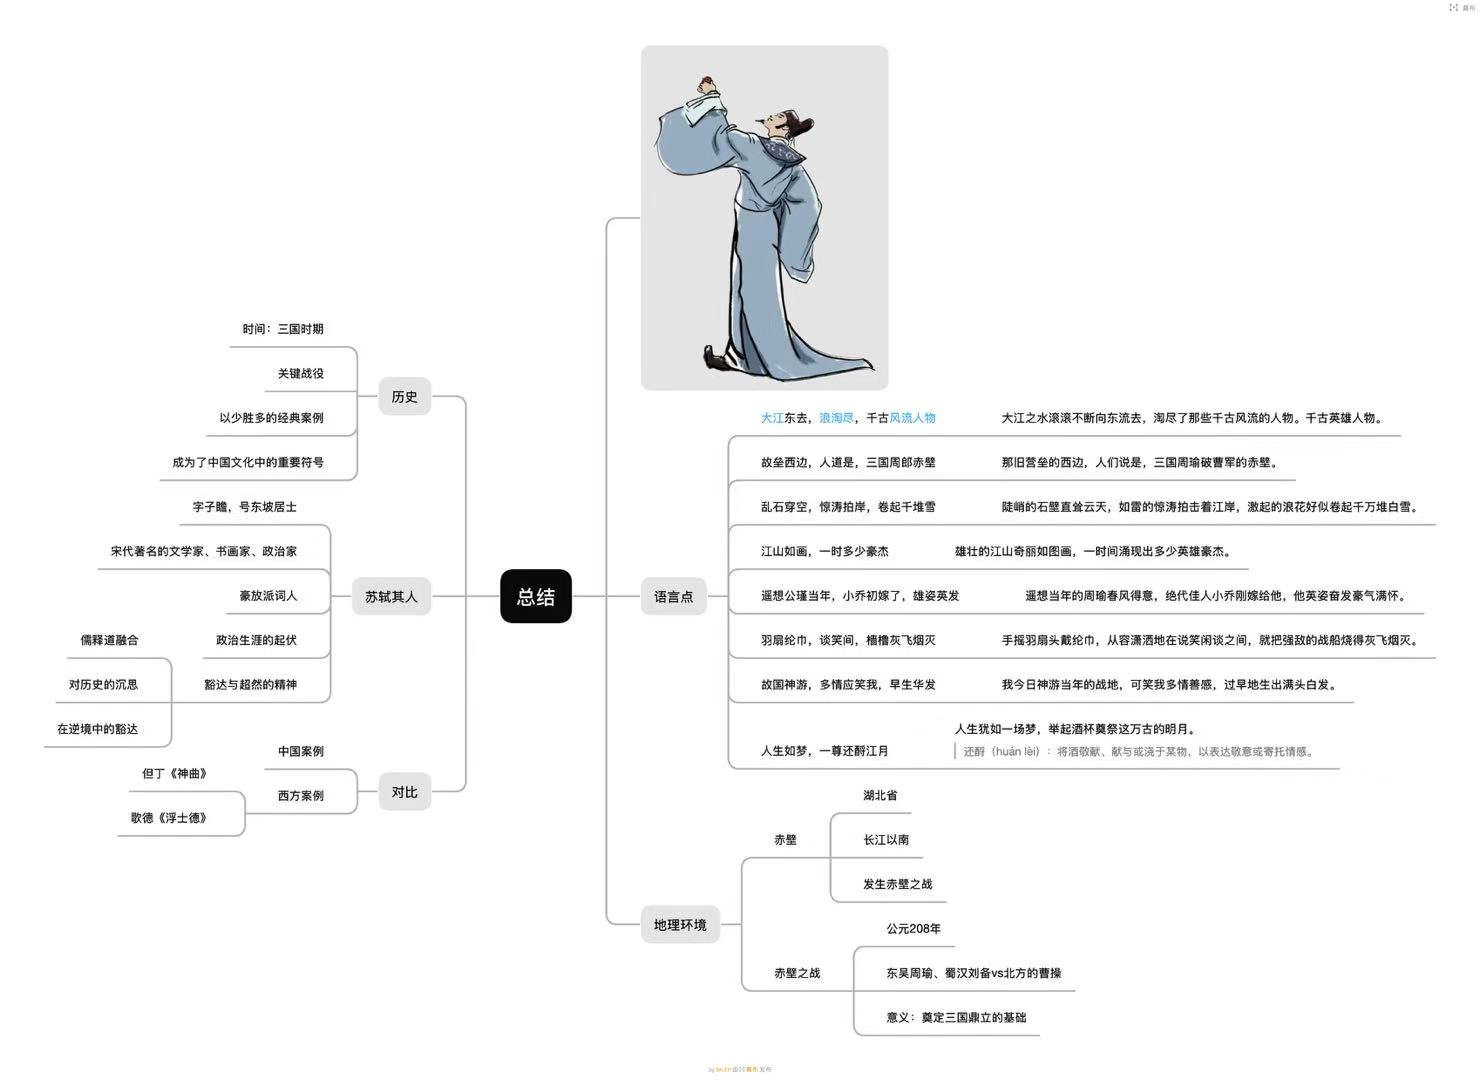 幕布
总结
大江东去，浪淘尽，千古风流人物
大江之水滚滚不断向东流去，淘尽了那些千古风流的人物。千古英雄人物。
故垒西边，人道是，三国周郎赤壁
那旧营垒的西边，人们说是，三国周瑜破曹军的赤壁。
乱石穿空，惊涛拍岸，卷起千堆雪
陡峭的石壁直耸云天，如雷的惊涛拍击着江岸，激起的浪花好似卷起千万堆白雪。
江山如画，一时多少豪杰
雄壮的江山奇丽如图画，一时间涌现出多少英雄豪杰。
语言点
遥想公瑾当年，小乔初嫁了，雄姿英发
遥想当年的周瑜春风得意，绝代佳人小乔刚嫁给他，他英姿奋发豪气满怀。
羽扇纶巾，谈笑间，樯橹灰飞烟灭
手摇羽扇头戴纶巾，从容潇洒地在说笑闲谈之间，就把强敌的战船烧得灰飞烟灭。
故国神游，多情应笑我，早生华发
我今日神游当年的战地，可笑我多情善感，过早地生出满头白发。
人生如梦，一尊还酹江月
人生犹如一场梦，举起酒杯奠祭这万古的明月。
还酹（huán lèi）：将酒敬献、献与或浇于某物，以表达敬意或寄托情感。
地理环境
赤壁
湖北省
长江以南
发生赤壁之战
赤壁之战
公元208年
东吴周瑜、蜀汉刘备vs北方的曹操
意义：奠定三国鼎立的基础
历史
时间：三国时期
关键战役
以少胜多的经典案例
成为了中国文化中的重要符号
苏轼其人
字子瞻，号东坡居士
宋代著名的文学家、书画家、政治家
豪放派词人
政治生涯的起伏
豁达与超然的精神
儒释道融合
对历史的沉思
在逆境中的豁达
对比
中国案例
西方案例
但丁《神曲》
歌德《浮士德》